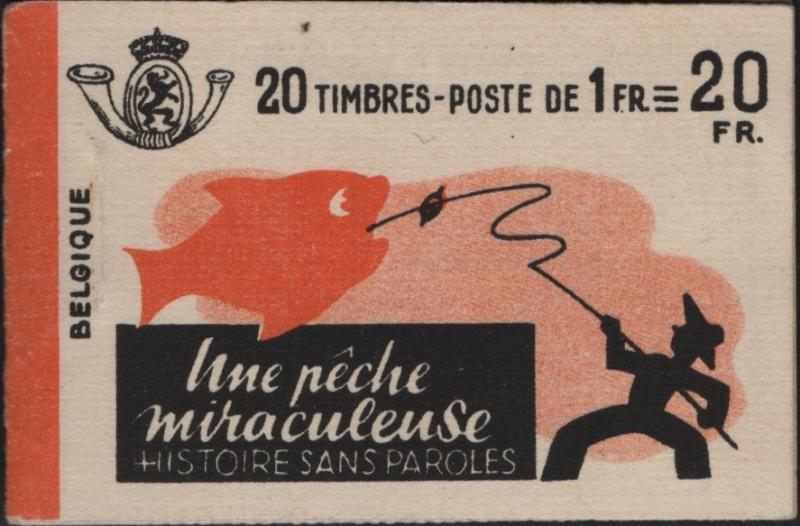 20 TIMBRES-POSTE DE 1 FR. = 20 FR.
BELGIQUE
Une pêche
miraculeuse
HISTOIRE SANS PAROLES